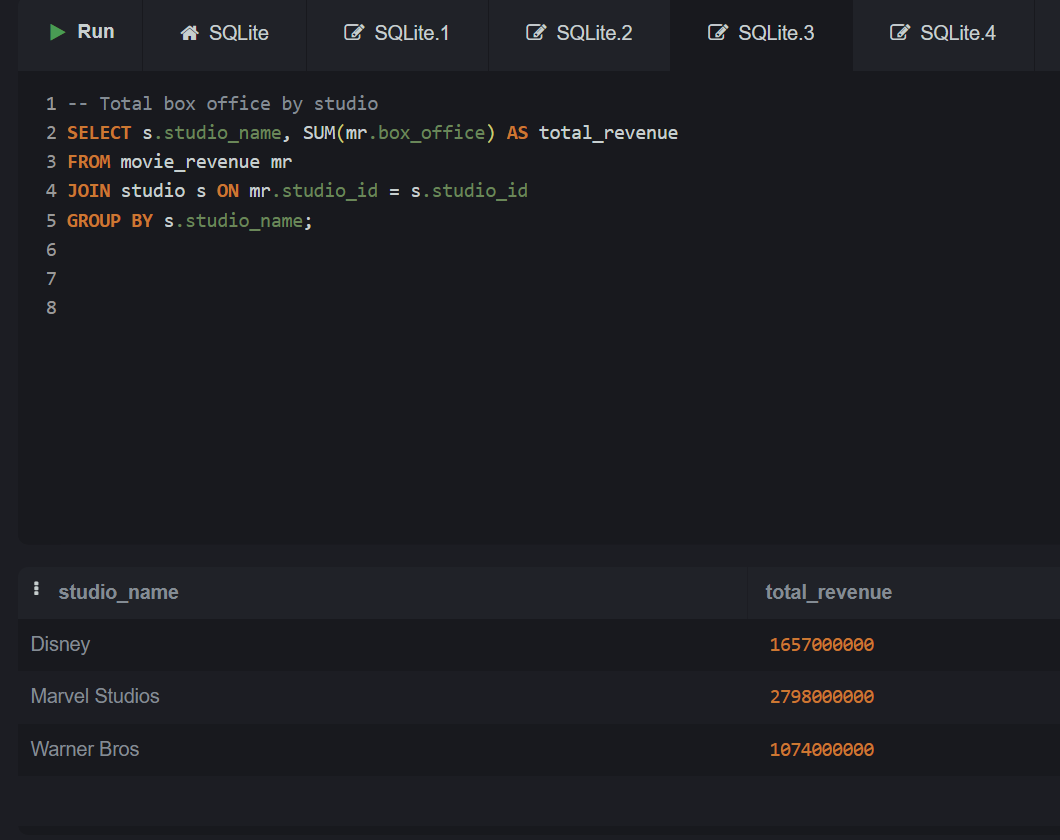 Run SQLite SQLite.1 SQLite.2 SQLite.3 SQLite.4
1 -- Total box office by studio
2 SELECT s.studio_name, SUM(mr.box_office) AS total_revenue
3 FROM movie_revenue mr
4 JOIN studio s ON mr.studio_id = s.studio_id
5 GROUP BY s.studio_name;
6
7
8
studio_name total_revenue
Disney 1657000000
Marvel Studios 2798000000
Warner Bros 1074000000